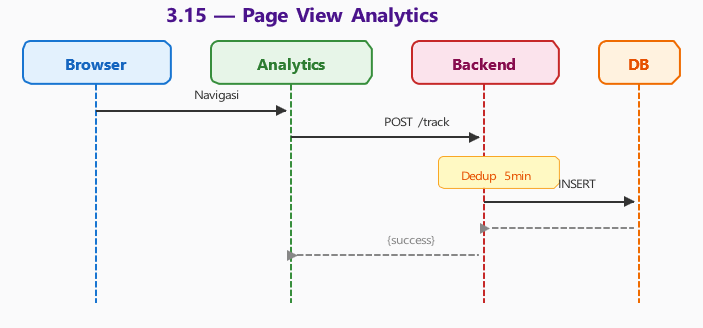 3.15 — Page View Analytics
Browser
Analytics
Backend
DB
Navigasi
POST /track
Dedup 5min
INSERT
{success}